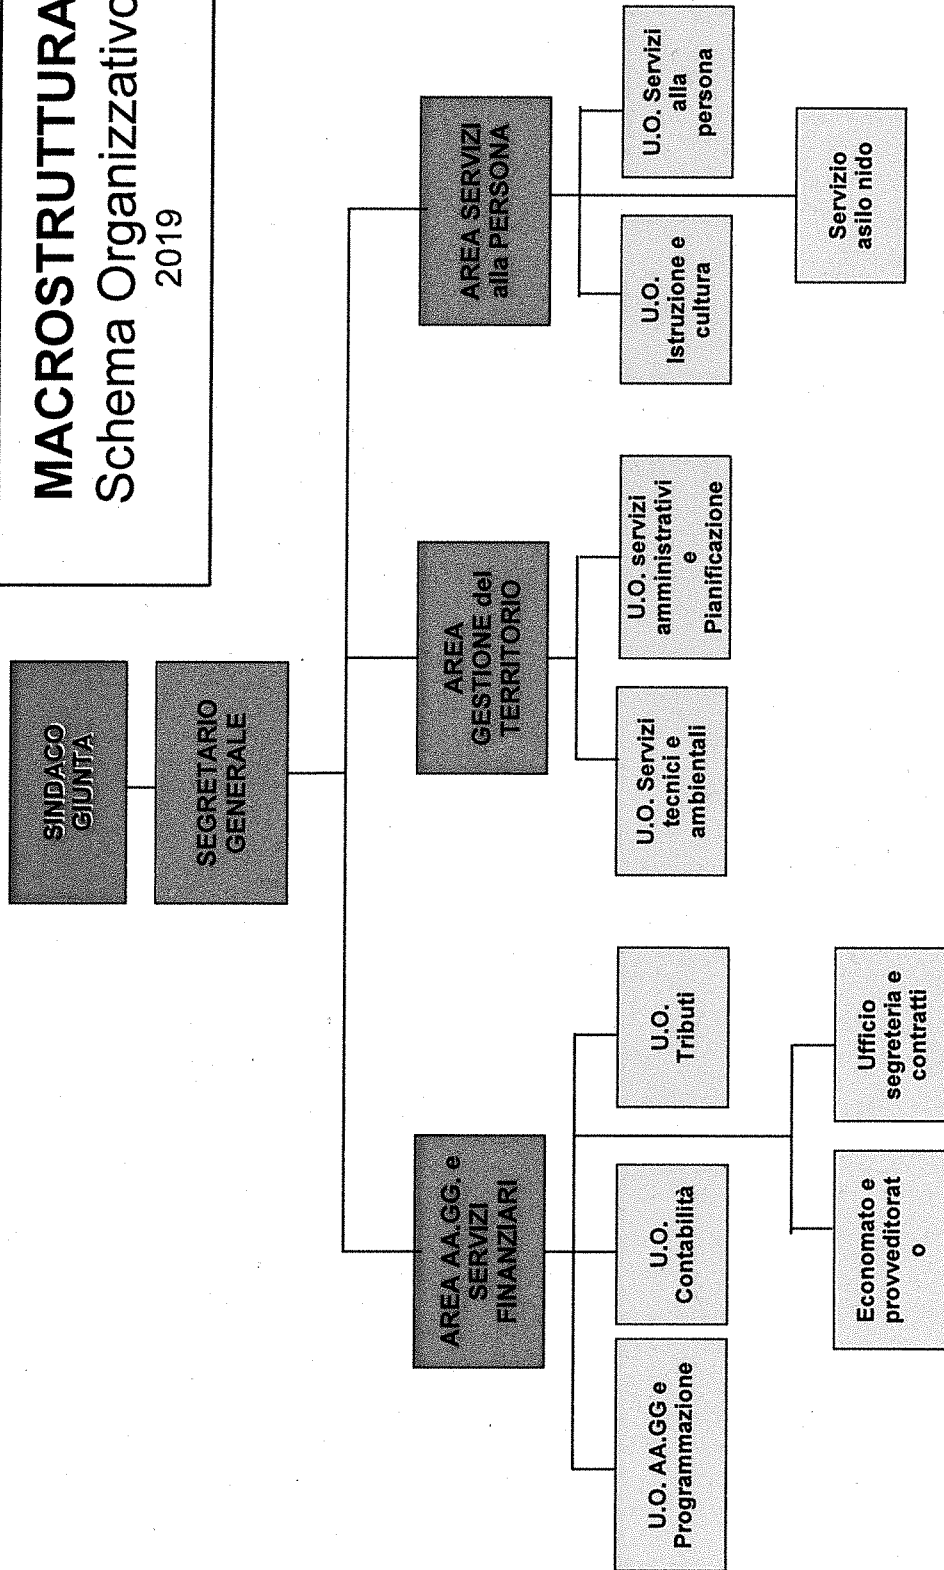 MACROSTRUTTURA
Schema Organizzativo
2019
SINDACO
GIUNTA
SEGRETARIO
GENERALE
AREA AA.GG. e
SERVIZI
FINANZIARI
AREA
GESTIONE del
TERRITORIO
AREA SERVIZI
alla PERSONA
U.O. AA.GG e
Programmazione
U.O.
Contabilità
U.O.
Tributi
U.O. Servizi
tecnici e
ambientali
U.O. servizi
amministrativi
e
Pianificazione
U.O.
Istruzione e
cultura
U.O. Servizi
alla
persona
Economato e
provveditorat
o
Ufficio
segreteria e
contratti
Servizio
asilo nido